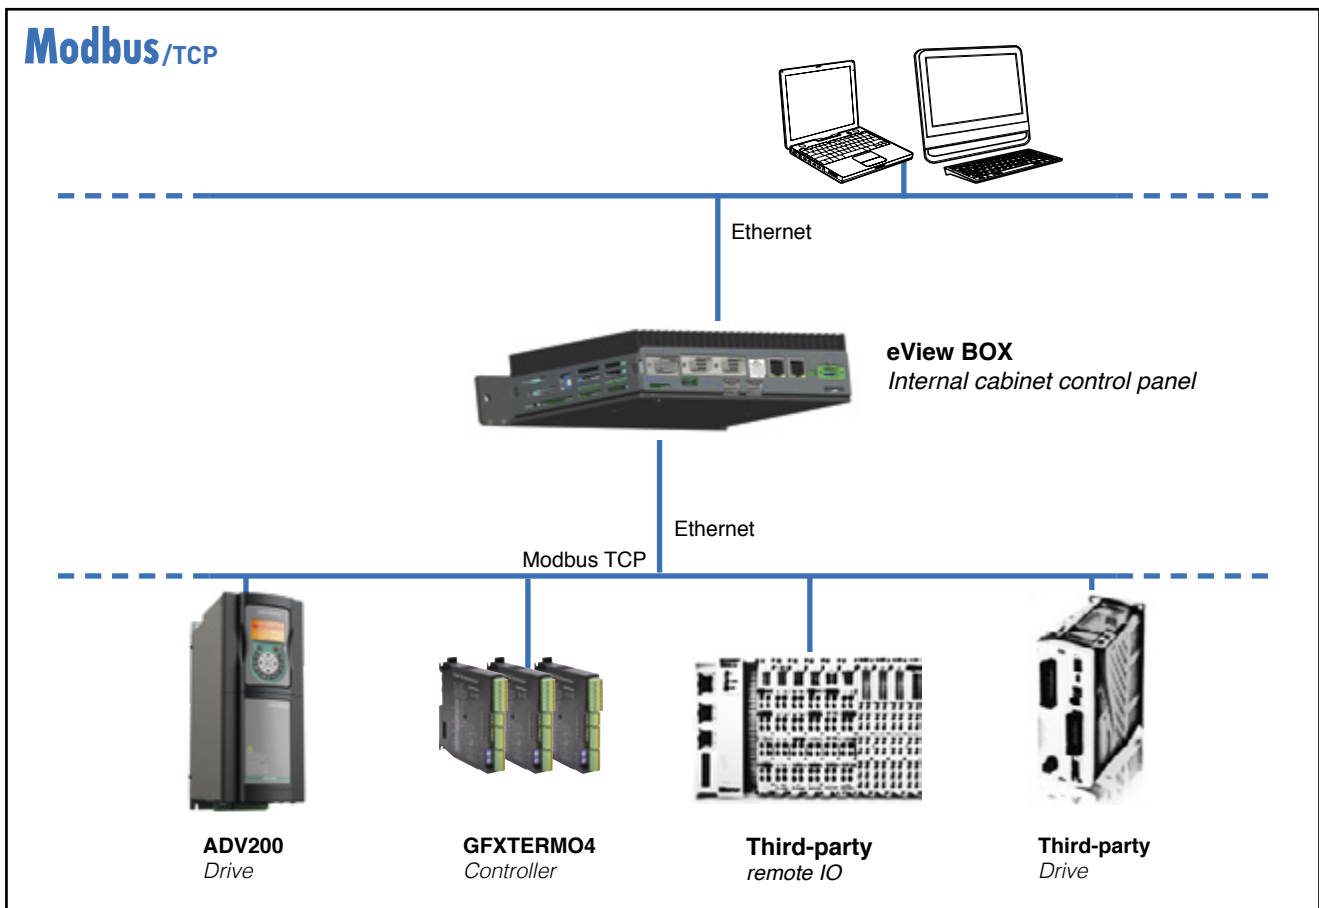 Modbus/TCP
Ethernet
eView BOX
Internal cabinet control panel
Ethernet
Modbus TCP
ADV200
Drive
GFXTERMO4
Controller
Third-party
remote IO
Third-party
Drive